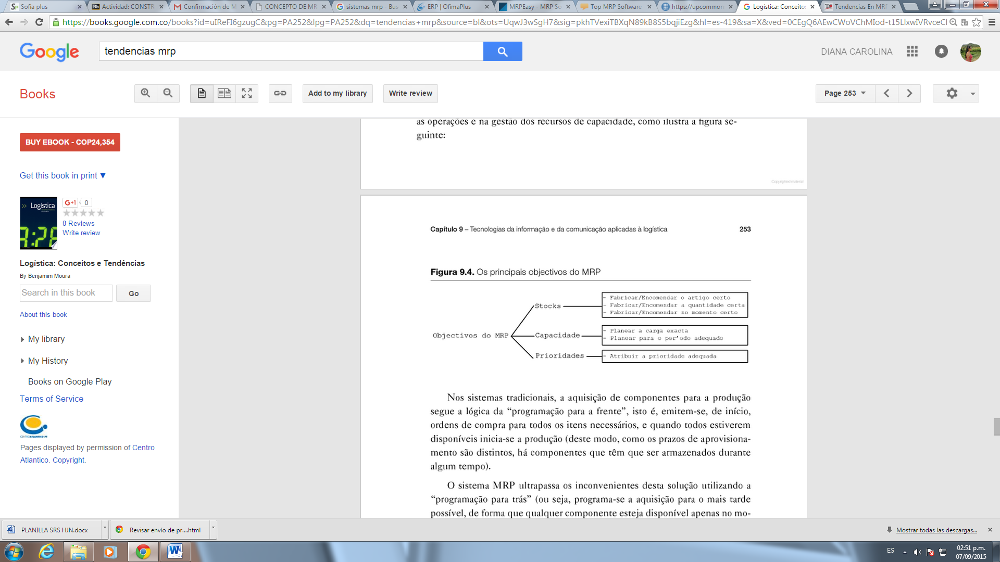 Sofia plus
Actividad: CONSTRU
Confirmación de M
CONCEPTO DE MR
sistemas mrp - Bus
ERP | OfimaPlus
MRPEasy - MRP So
Top MRP Software
https://upcommon
Logística: Conceitos
Tendencias En MRP
https://books.google.com.co/books?id=uIReFI6gzugC&pg=PA252&lpg=PA252&dq=tendencias+mrp&source=bl&ots=UqwJ3wSgH7&sig=pkhTVexiTBXqN89kB8S5bqjiEzg&hl=es-419&sa=X&ved=0CEgQ6AEwCWoVChMIod-t15LlxwIVRvceCl
Google
tendencias mrp
DIANA CAROLINA
Books
Add to my library
Write review
Page 253
BUY EBOOK - COP24,354
Get this book in print ▼
Logística
G+1
0
0 Reviews
Write review
Logística: Conceitos e Tendências
By Benjamim Moura
Search in this book
Go
About this book
My library
My History
Books on Google Play
Terms of Service
CENTROATLANTICO PT
Pages displayed by permission of Centro
Atlantico. Copyright.
as operações e na gestão dos recursos de capacidade, como ilustra a figura se-
guinte:
Copyrighted material
Capítulo 9 – Tecnologias da informação e da comunicação aplicadas à logística
253
Figura 9.4. Os principais objectivos do MRP
Objectivos do MRP
Stocks
- Fabricar/Encomendar o artigo certo
- Fabricar/Encomendar a quantidade certa
- Fabricar/Encomendar no momento certo
Capacidade
- Planear a carga exacta
- Planear para o per’odo adequado
Prioridades
- Atribuir a prioridade adequada
Nos sistemas tradicionais, a aquisição de componentes para a produção
segue a lógica da “programação para a frente”, isto é, emitem-se, de início,
ordens de compra para todos os itens necessários, e quando todos estiverem
disponíveis inicia-se a produção (deste modo, como os prazos de aprovisiona-
mento são distintos, há componentes que têm que ser armazenados durante
algum tempo).
O sistema MRP ultrapassa os inconvenientes desta solução utilizando a
“programação para trás” (ou seja, programa-se a aquisição para o mais tarde
possível, de forma que qualquer componente esteja disponível apenas no mo-
PLANILLA SRS HJN.docx
Revisar envío de pr....html
Mostrar todas las descargas...
ES
02:51 p.m.
07/09/2015